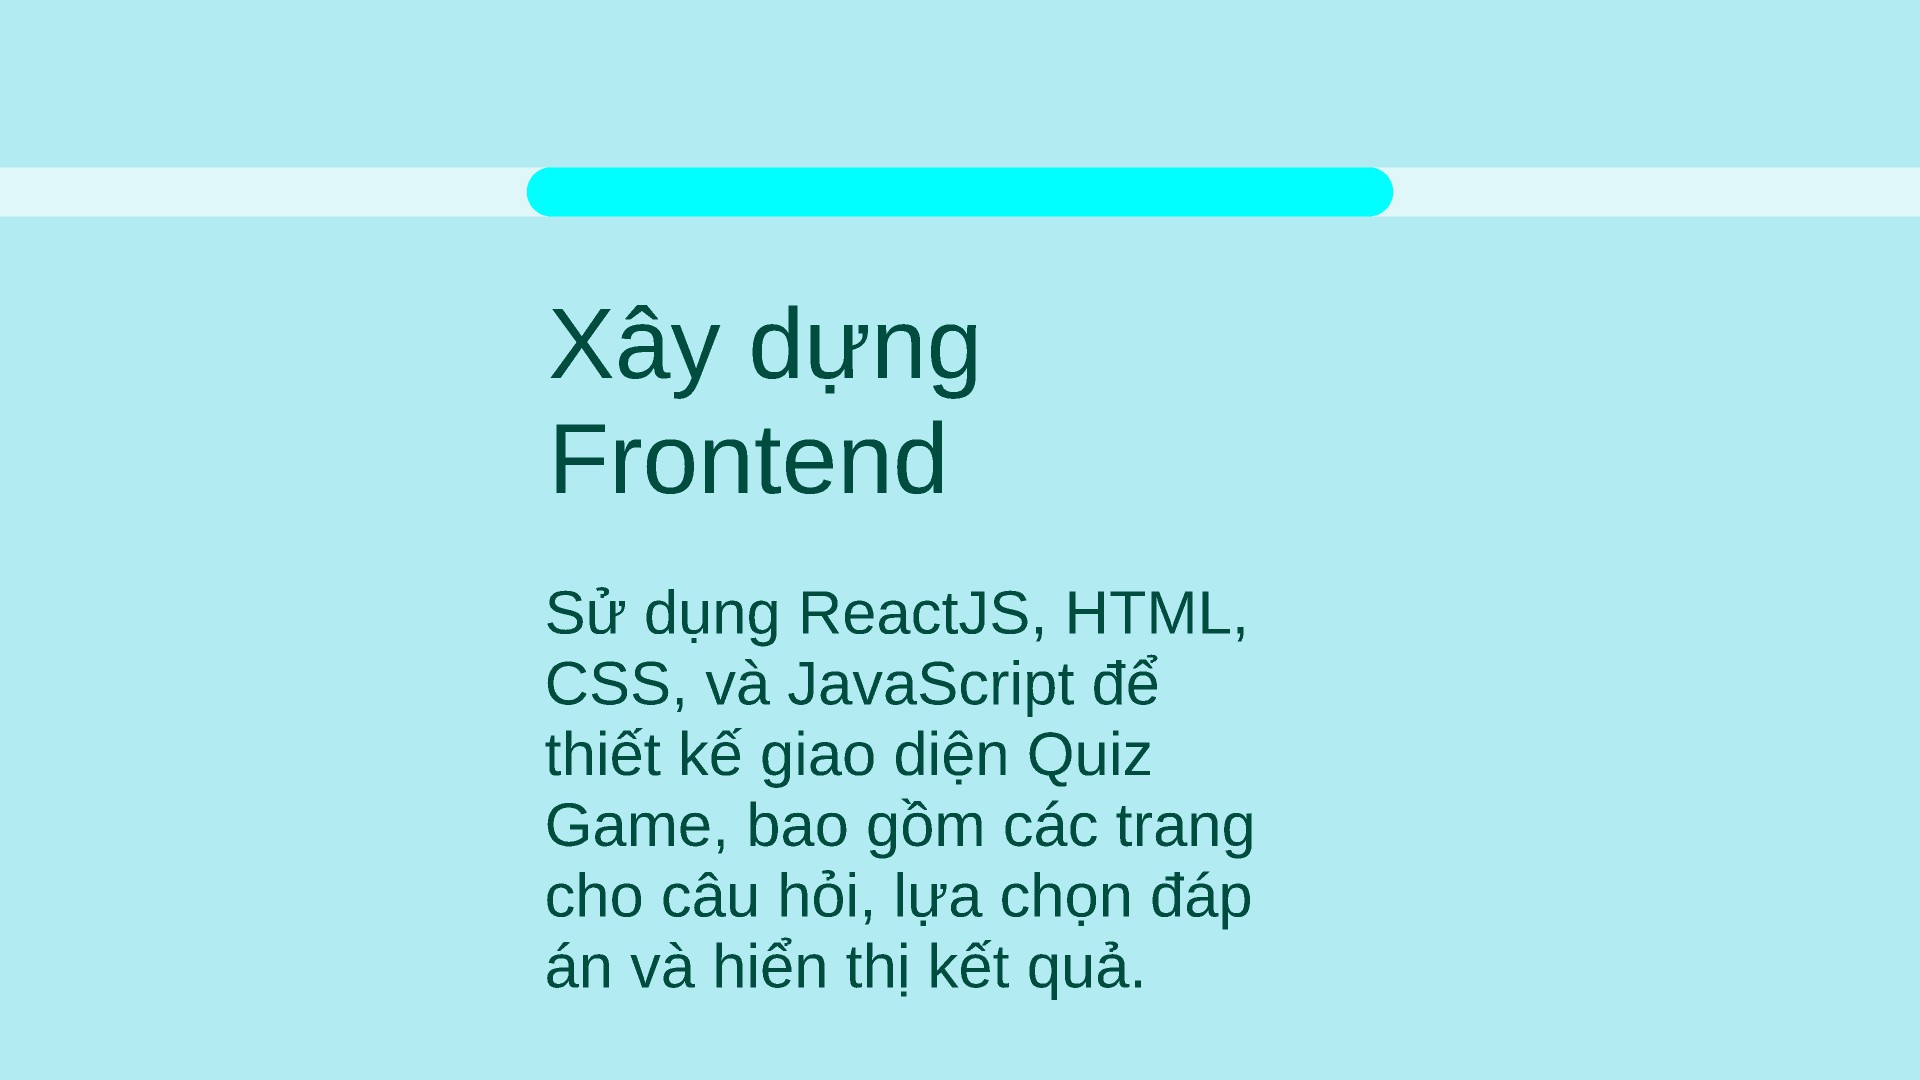 Xây dựng
Frontend
Sử dụng ReactJS, HTML,
CSS, và JavaScript để
thiết kế giao diện Quiz
Game, bao gồm các trang
cho câu hỏi, lựa chọn đáp
án và hiển thị kết quả.